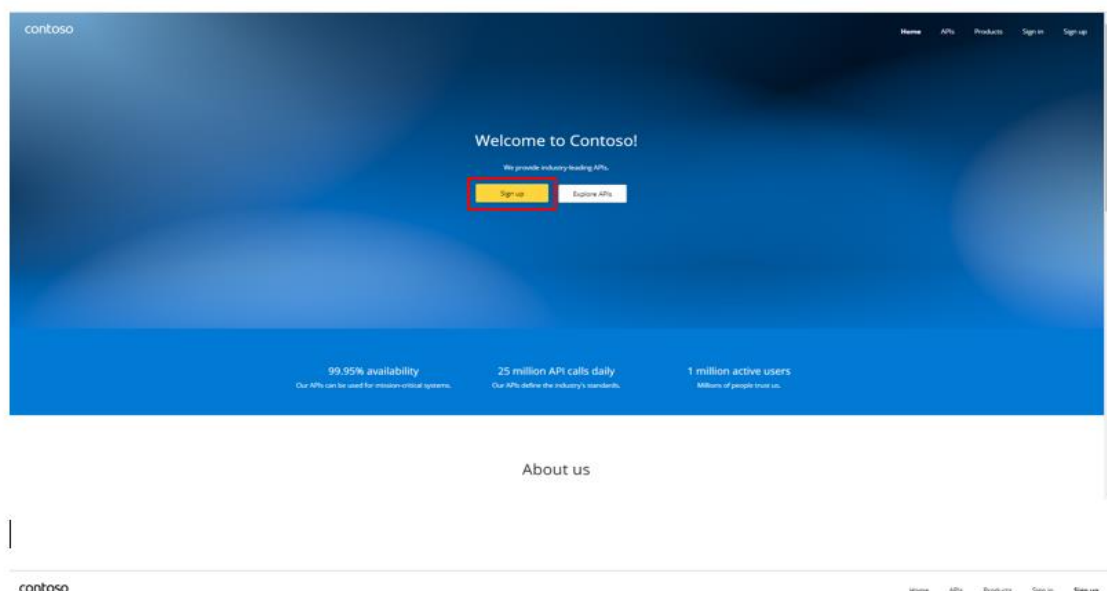 contoso
Home APIs Products Sign in Sign up
Welcome to Contoso!
We provide industry-leading APIs.
Sign up Explore APIs
99.95% availability 25 million API calls daily 1 million active users
Our APIs can be used for mission-critical systems. Our APIs define the industry's standards. Millions of people trust us.
About us
contoso
Home APIs Products Sign in Sign up